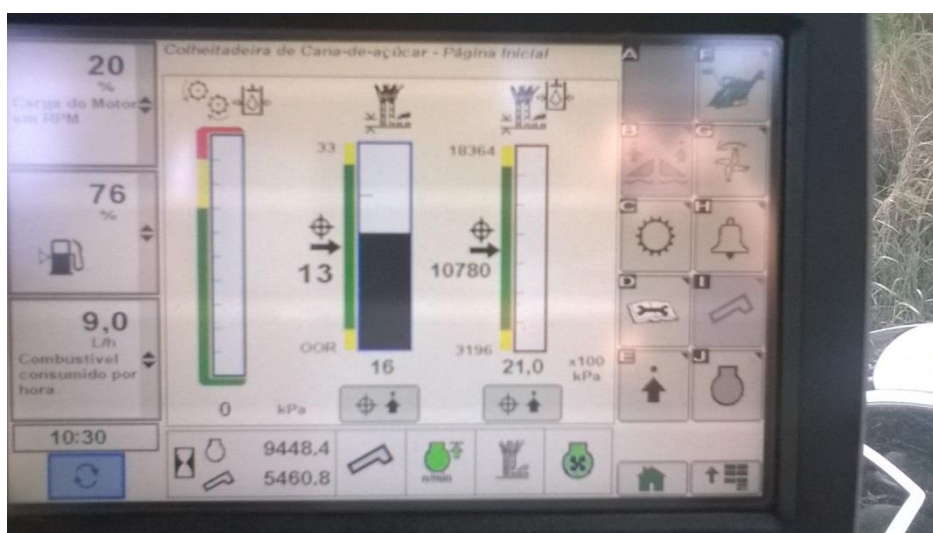 Colheitadeira de Cana-de-açúcar - Página Inicial
20
%
Carga do Motor
em RPM
76
%
9,0
L/h
Combustível
consumido por
hora
10:30
0 kPa
33
13
OOR
16
18364
10780
3196
21,0 x100
kPa
9448.4
5460.8
n/min
A
F
B
G
C
H
D
I
E
J